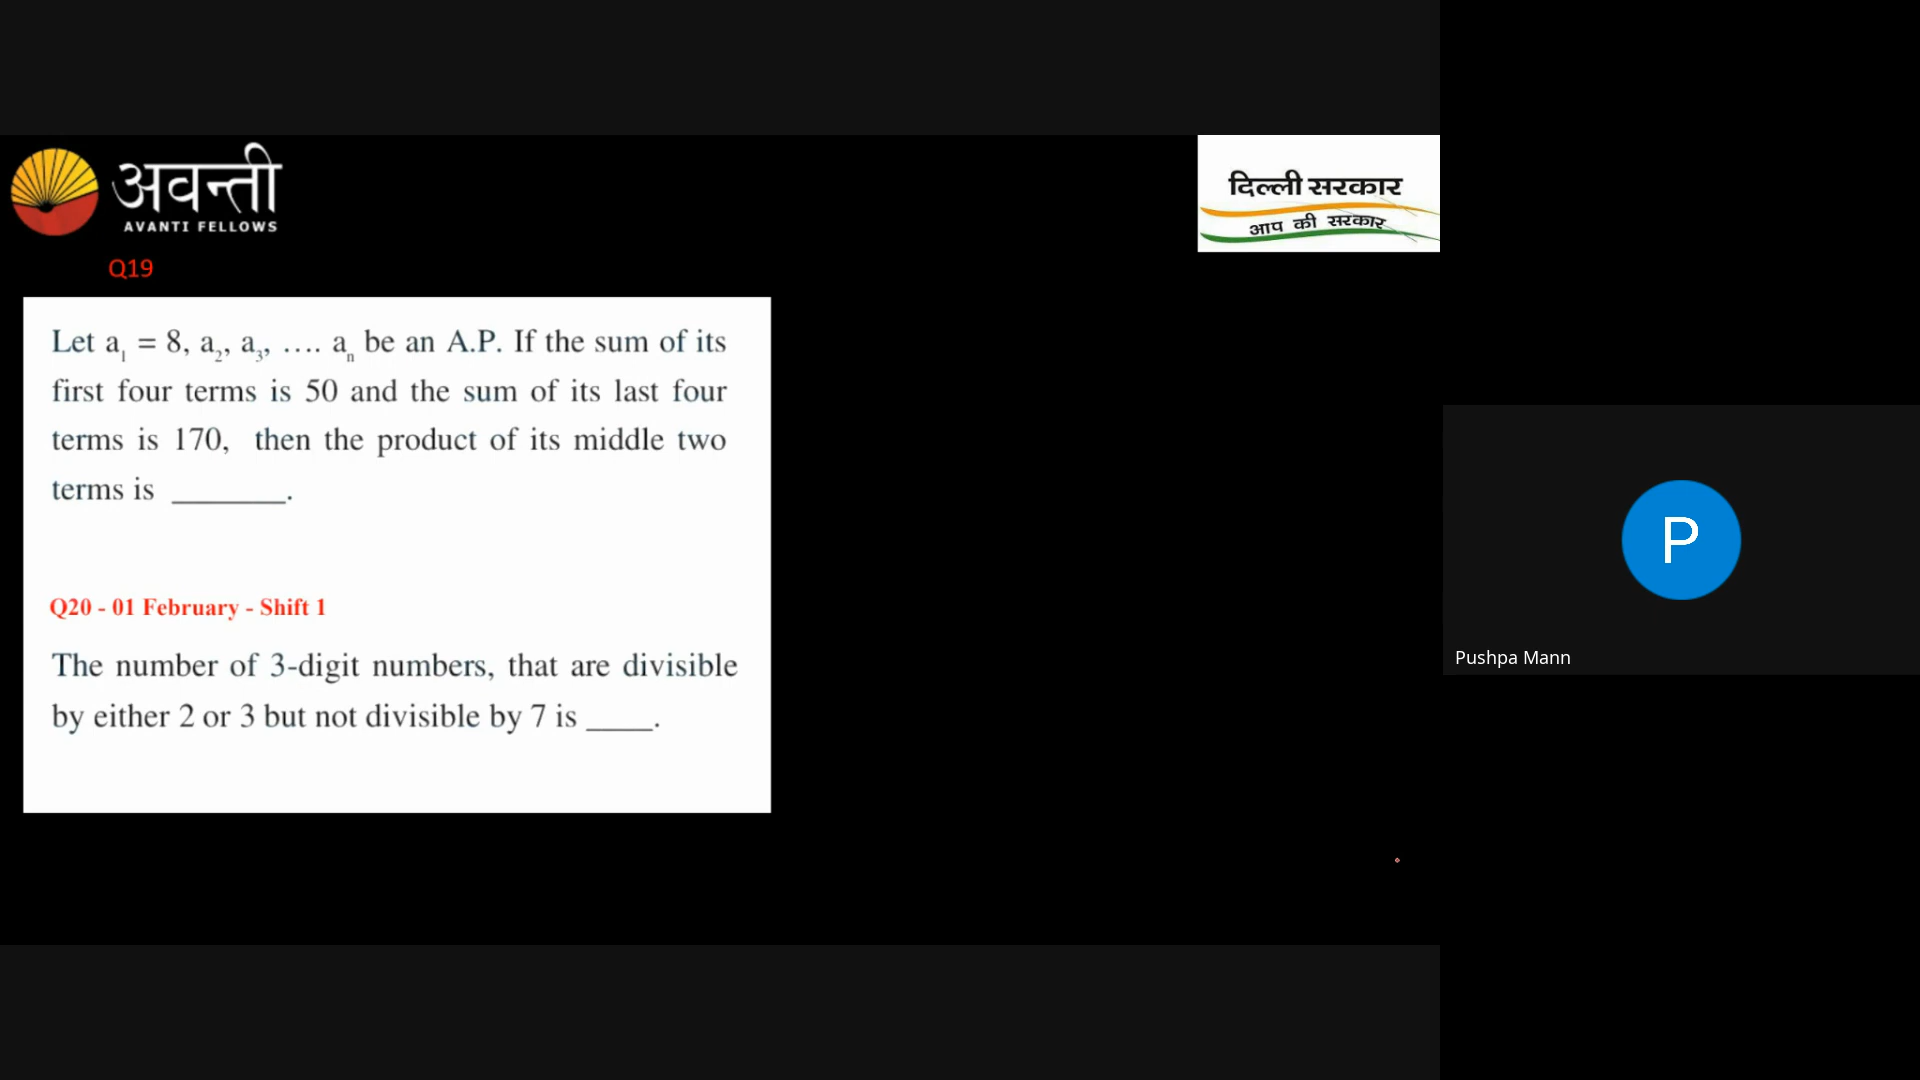 अवन्ती
AVANTI FELLOWS
दिल्ली सरकार
आप की सरकार
Q19
Let a₁ = 8, a₂, a₃, …. aₙ be an A.P. If the sum of its
first four terms is 50 and the sum of its last four
terms is 170, then the product of its middle two
terms is _______.
Q20 - 01 February - Shift 1
The number of 3-digit numbers, that are divisible
by either 2 or 3 but not divisible by 7 is ____.
P
Pushpa Mann